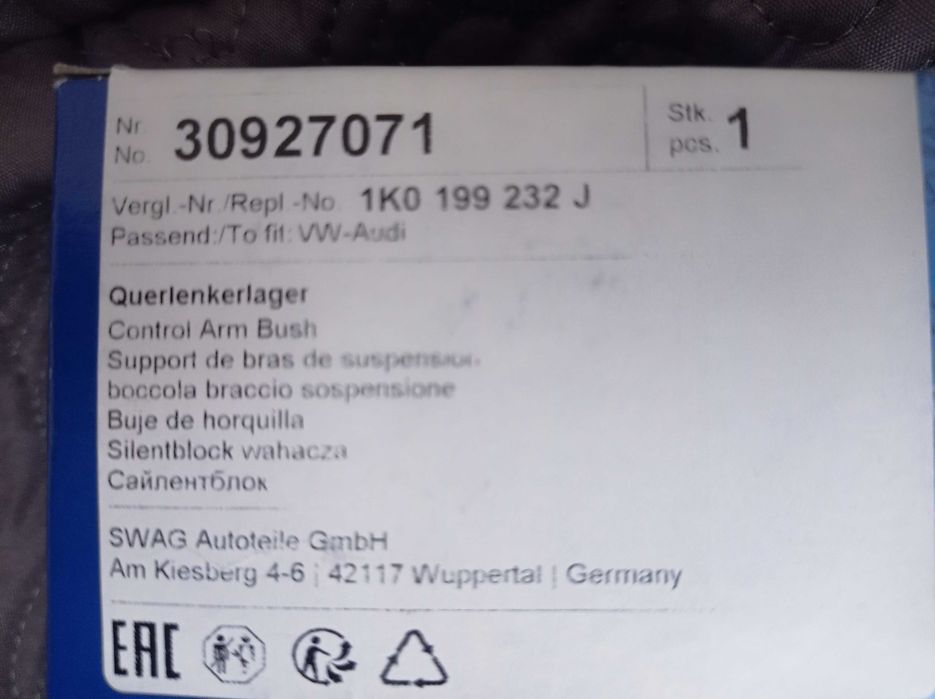 Nr.
No. 30927071
Stk.
pcs. 1
Vergl.-Nr./Repl.-No. 1K0 199 232 J
Passend:/To fit: VW-Audi
Querlenkerlager
Control Arm Bush
Support de bras de suspension
boccola braccio sospensione
Buje de horquilla
Silentblock wahacza
Сайлентблок
SWAG Autoteile GmbH
Am Kiesberg 4-6 | 42117 Wuppertal | Germany
EAC